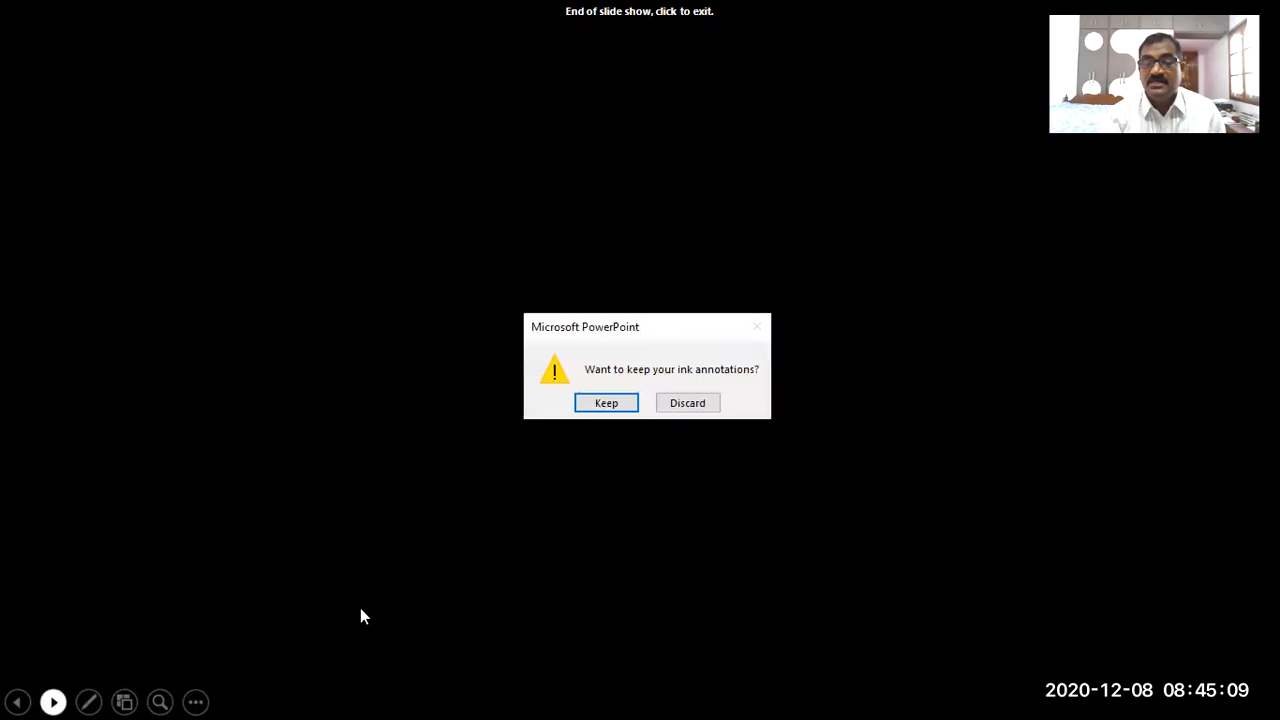 End of slide show, click to exit.
Microsoft PowerPoint
Want to keep your ink annotations?
Keep
Discard
2020-12-08 08:45:09